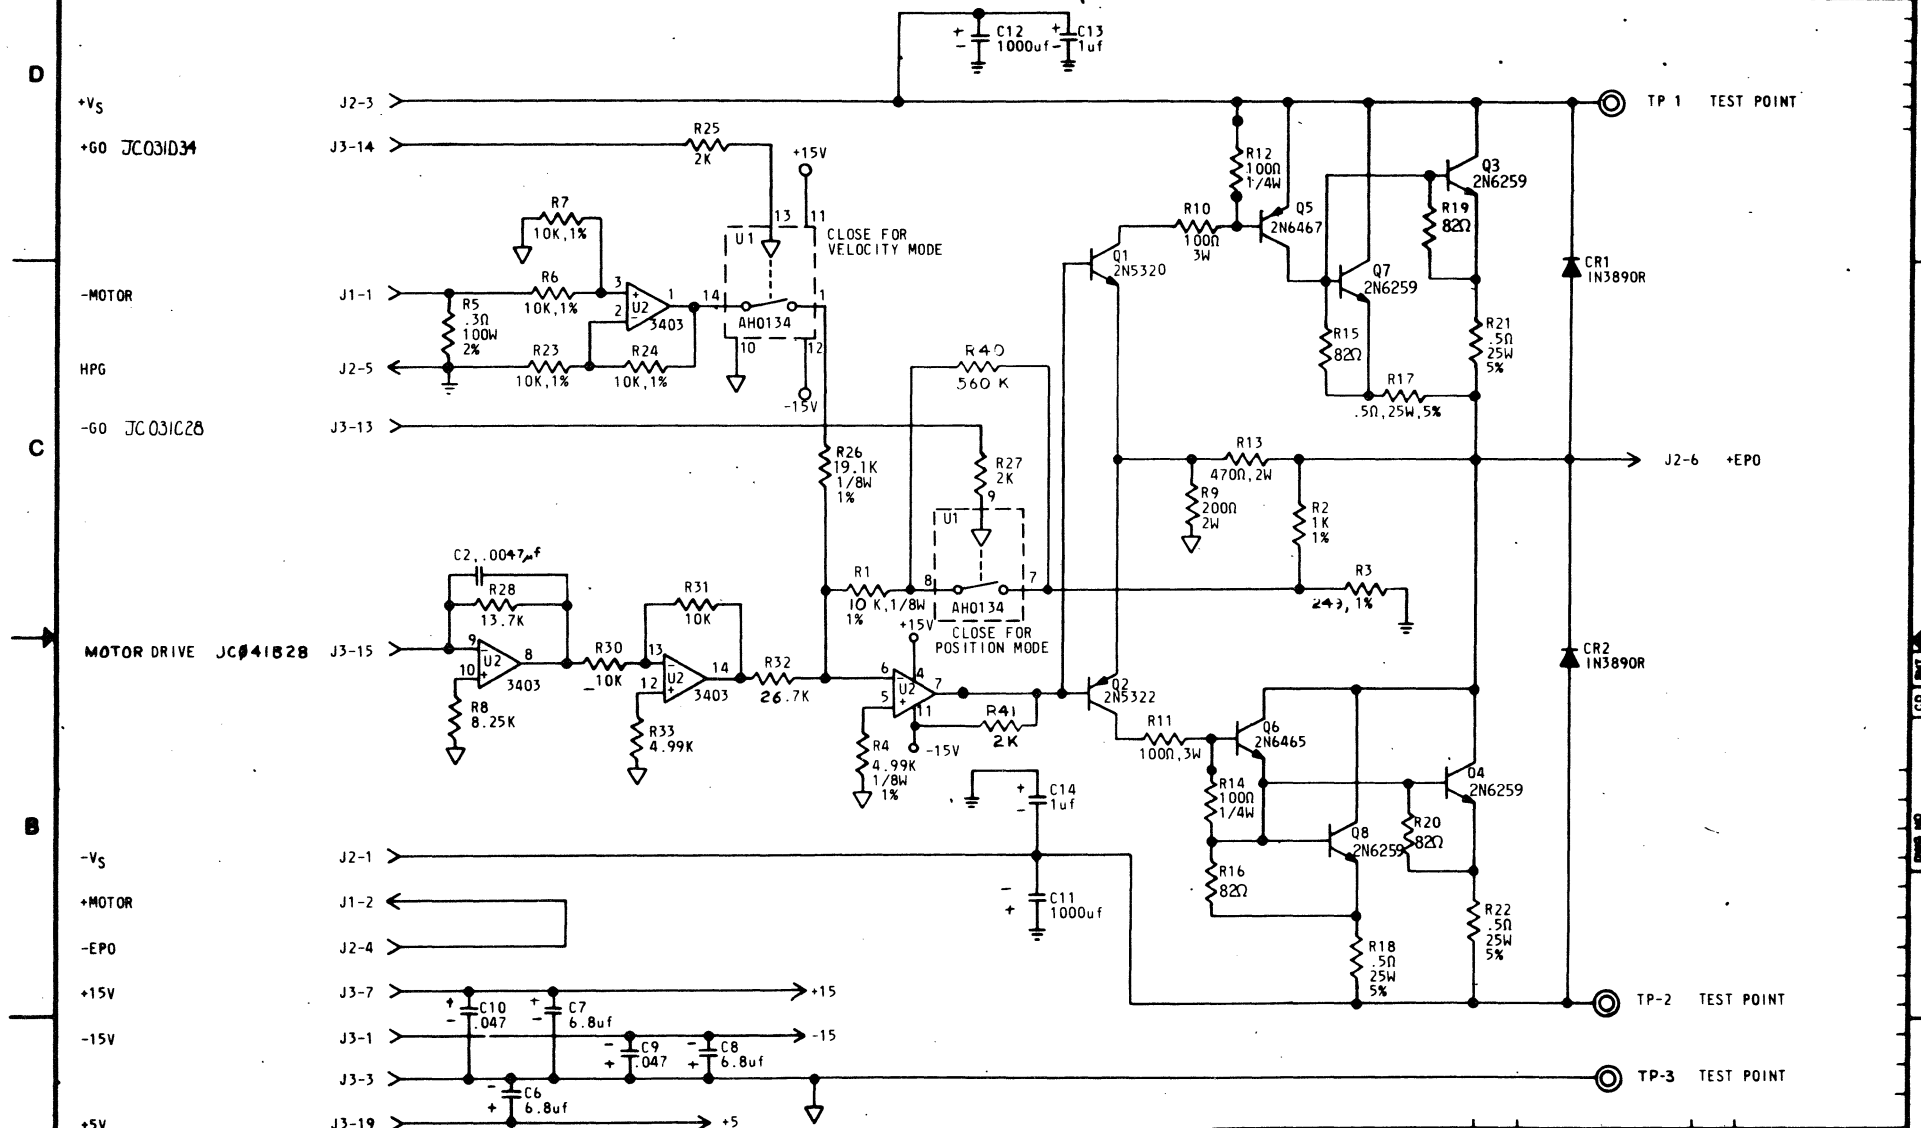 D
C12
1000uf
C13
1uf
+VS
J2-3
TP 1 TEST POINT
+GO JC031D34
J3-14
R25
2K
+15V
R12
100Ω
1/4W
Q3
2N6259
R7
10K,1%
13
11
U1
CLOSE FOR
VELOCITY MODE
R10
100Ω
3W
Q5
2N6467
R19
82Ω
Q1
2N5320
Q7
2N6259
CR1
1N3890R
-MOTOR
J1-1
R5
.3Ω
100W
2%
R6
10K,1%
3
+
2
-
U2
1
3403
14
1
AH0134
10
12
-15V
R15
82Ω
R21
.5Ω
25W
5%
HPG
J2-5
R23
10K,1%
R24
10K,1%
R40
560 K
R17
.5Ω,25W,5%
-GO JC031C28
J3-13
C
R26
19.1K
1/8W
1%
R27
2K
9
R13
470Ω,2W
J2-6 +EPO
R9
200Ω
2W
R2
1K
1%
U1
C2,.0047µf
R28
13.7K
R31
10K
R1
10 K,1/8W
1%
8
7
AH0134
CLOSE FOR
POSITION MODE
R3
1%
MOTOR DRIVE JC041B28
J3-15
9
-
10
+
U2
8
3403
R30
10K
13
-
12
+
U2
14
3403
R32
26.7K
+15V
6
-
5
+
U2
4
7
11
-15V
R41
2K
Q2
2N5322
CR2
1N3890R
R8
8.25K
R33
4.99K
R4
4.99K
1/8W
1%
R11
100Ω,3W
Q6
2N6465
R14
100Ω
1/4W
Q4
2N6259
C14
1uf
B
Q8
2N6259
R20
82Ω
-VS
J2-1
R16
82Ω
C11
1000uf
+MOTOR
J1-2
-EPO
J2-4
R18
.5Ω
25W
5%
R22
.5Ω
25W
5%
+15V
J3-7
+15
C10
.047
C7
6.8uf
TP-2 TEST POINT
-15V
J3-1
-15
C9
.047
C8
6.8uf
J3-3
TP-3 TEST POINT
C6
6.8uf
+5V
J3-19
+5